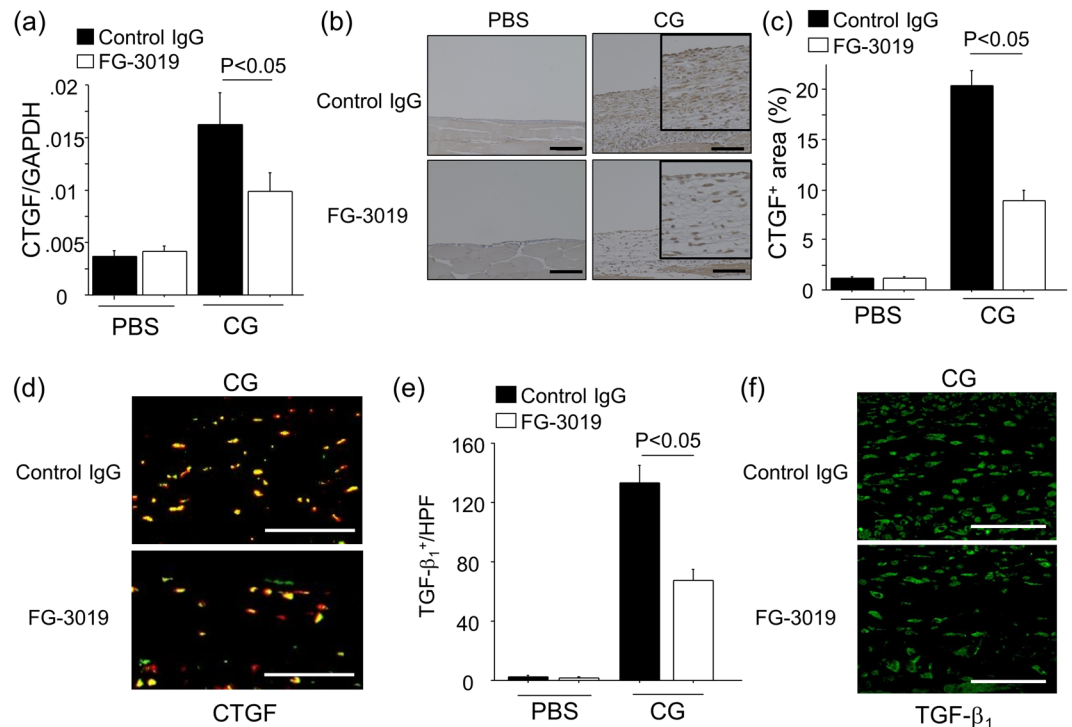 (a)
Control IgG
FG-3019
P<0.05
CTGF/GAPDH
.02
.015
.01
.005
0
PBS
CG
(b)
PBS
CG
Control IgG
FG-3019
(c)
Control IgG
FG-3019
P<0.05
CTGF⁺ area (%)
20
15
10
5
0
PBS
CG
(d)
CG
Control IgG
FG-3019
CTGF
(e)
Control IgG
FG-3019
P<0.05
TGF-β₁⁺/HPF
160
120
80
40
0
PBS
CG
(f)
CG
Control IgG
FG-3019
TGF-β₁